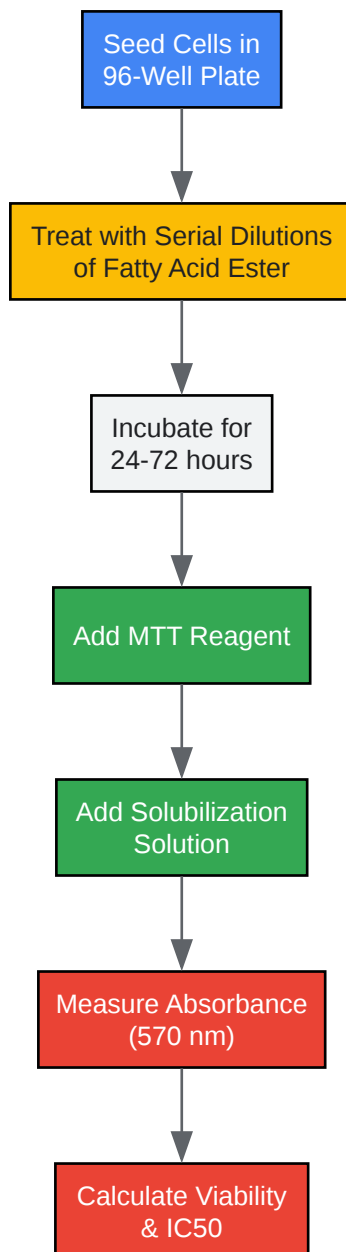 Seed Cells in
96-Well Plate
Treat with Serial Dilutions
of Fatty Acid Ester
Incubate for
24-72 hours
Add MTT Reagent
Add Solubilization
Solution
Measure Absorbance
(570 nm)
Calculate Viability
& IC50